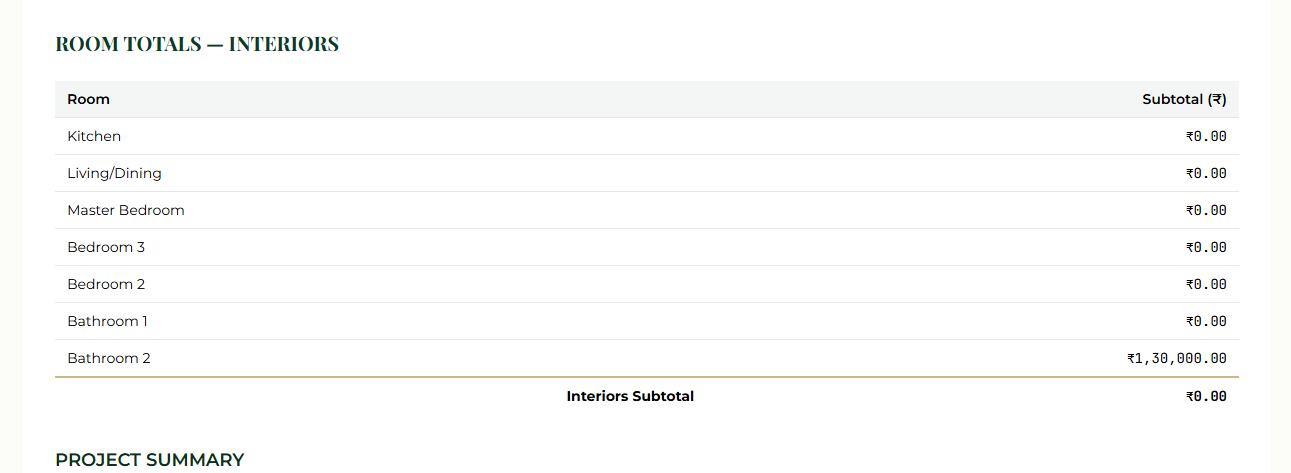 ROOM TOTALS — INTERIORS
Room Subtotal (₹)
Kitchen ₹0.00
Living/Dining ₹0.00
Master Bedroom ₹0.00
Bedroom 3 ₹0.00
Bedroom 2 ₹0.00
Bathroom 1 ₹0.00
Bathroom 2 ₹1,30,000.00
Interiors Subtotal ₹0.00
PROJECT SUMMARY